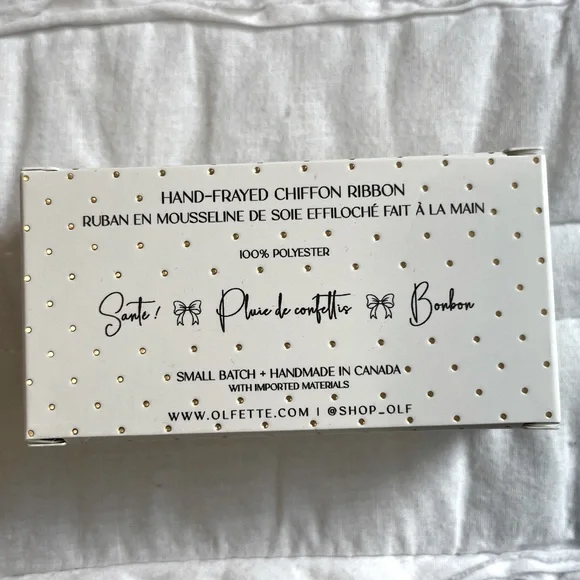 HAND-FRAYED CHIFFON RIBBON
RUBAN EN MOUSSELINE DE SOIE EFFILOCHÉ FAIT À LA MAIN
100% POLYESTER
Santé! Pluie de confettis Bonbon
SMALL BATCH + HANDMADE IN CANADA
WITH IMPORTED MATERIALS
WWW.OLFETTE.COM | @SHOP_OLF